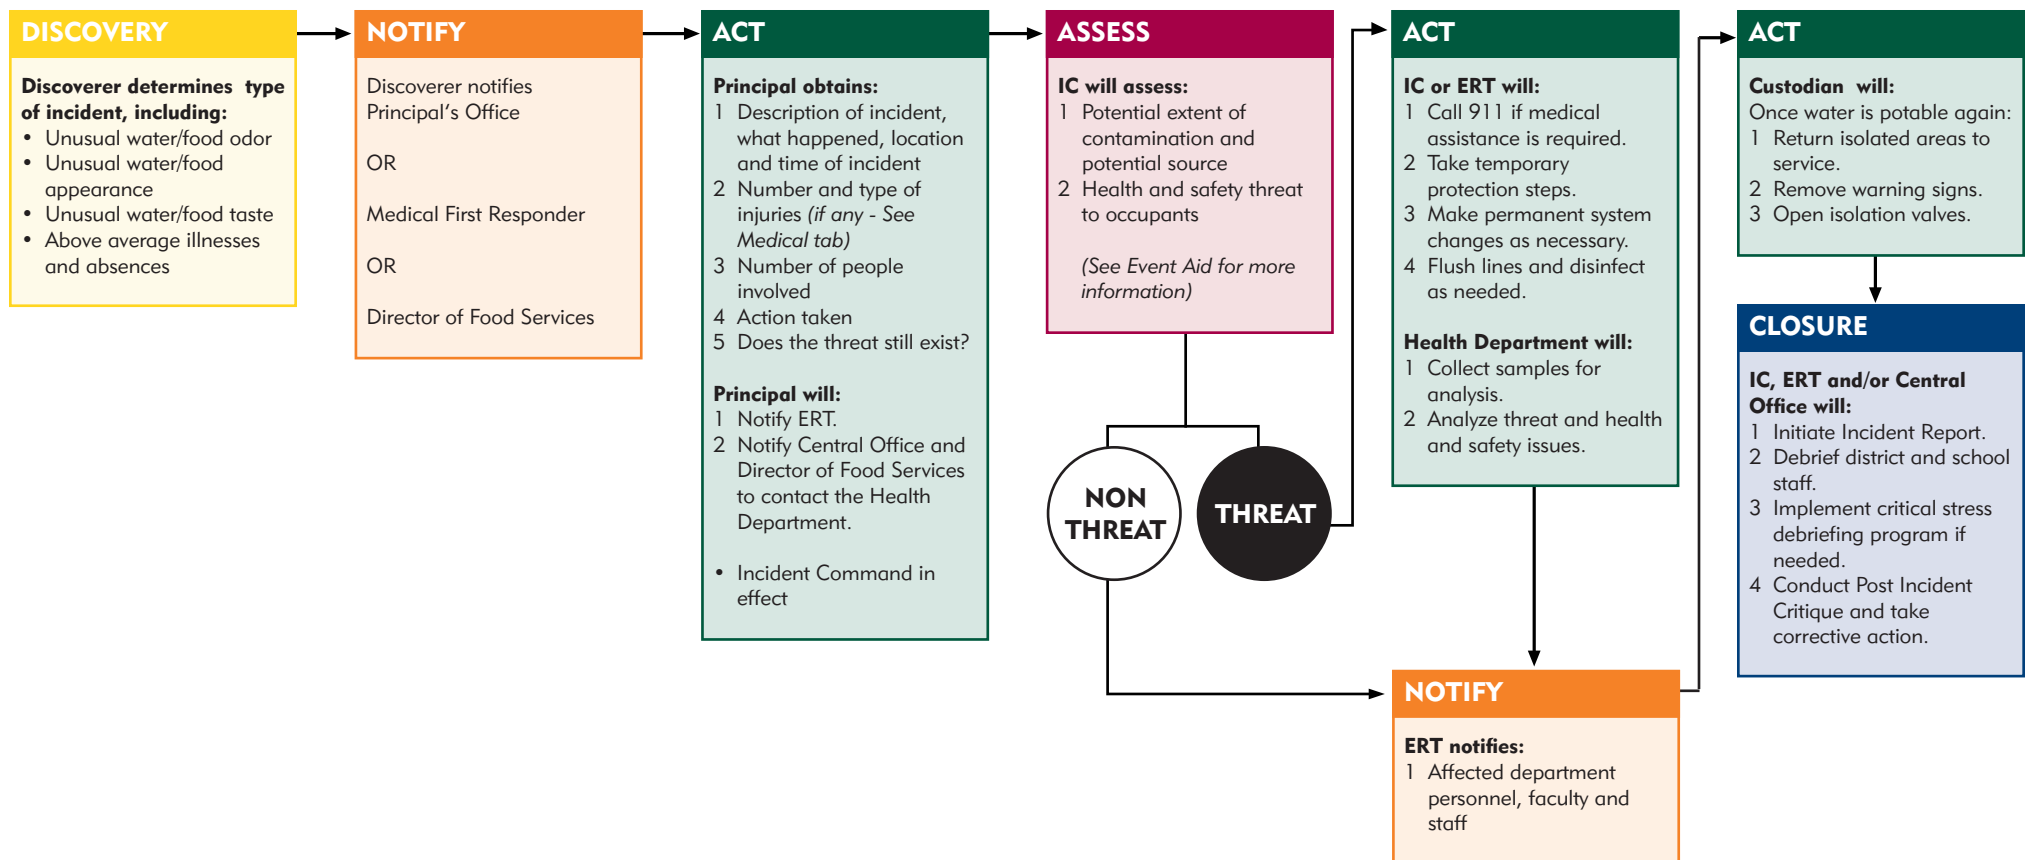 DISCOVERY
Discoverer determines type
of incident, including:
• Unusual water/food odor
• Unusual water/food
appearance
• Unusual water/food taste
• Above average illnesses
and absences
NOTIFY
Discoverer notifies
Principal's Office
OR
Medical First Responder
OR
Director of Food Services
ACT
Principal obtains:
1 Description of incident,
what happened, location
and time of incident
2 Number and type of
injuries (if any - See
Medical tab)
3 Number of people
involved
4 Action taken
5 Does the threat still exist?
Principal will:
1 Notify ERT.
2 Notify Central Office and
Director of Food Services
to contact the Health
Department.
• Incident Command in
effect
ASSESS
IC will assess:
1 Potential extent of
contamination and
potential source
2 Health and safety threat
to occupants
(See Event Aid for more
information)
NON
THREAT
THREAT
ACT
IC or ERT will:
1 Call 911 if medical
assistance is required.
2 Take temporary
protection steps.
3 Make permanent system
changes as necessary.
4 Flush lines and disinfect
as needed.
Health Department will:
1 Collect samples for
analysis.
2 Analyze threat and health
and safety issues.
NOTIFY
ERT notifies:
1 Affected department
personnel, faculty and
staff
ACT
Custodian will:
Once water is potable again:
1 Return isolated areas to
service.
2 Remove warning signs.
3 Open isolation valves.
CLOSURE
IC, ERT and/or Central
Office will:
1 Initiate Incident Report.
2 Debrief district and school
staff.
3 Implement critical stress
debriefing program if
needed.
4 Conduct Post Incident
Critique and take
corrective action.